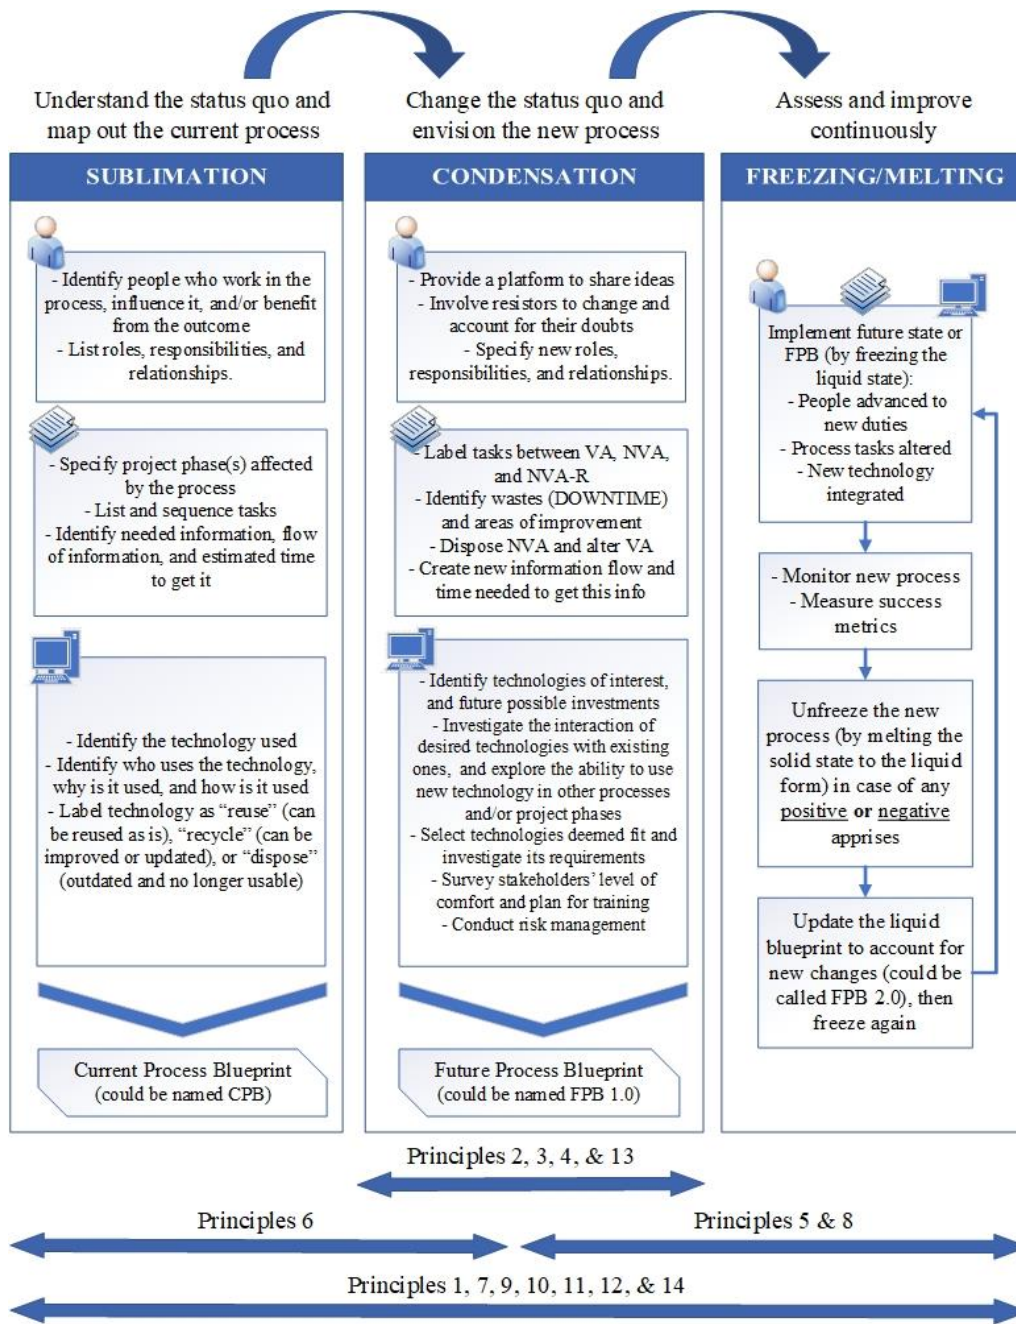 Understand the status quo and
map out the current process
Change the status quo and
envision the new process
Assess and improve
continuously
SUBLIMATION
- Identify people who work in the
process, influence it, and/or benefit
from the outcome
- List roles, responsibilities, and
relationships.
- Specify project phase(s) affected
by the process
- List and sequence tasks
- Identify needed information, flow
of information, and estimated time
to get it
- Identify the technology used
- Identify who uses the technology,
why is it used, and how is it used
- Label technology as “reuse” (can
be reused as is), “recycle” (can be
improved or updated), or “dispose”
(outdated and no longer usable)
Current Process Blueprint
(could be named CPB)
CONDENSATION
- Provide a platform to share ideas
- Involve resistors to change and
account for their doubts
- Specify new roles,
responsibilities, and relationships.
- Label tasks between VA, NVA,
and NVA-R
- Identify wastes (DOWNTIME)
and areas of improvement
- Dispose NVA and alter VA
- Create new information flow and
time needed to get this info
- Identify technologies of interest,
and future possible investments
- Investigate the interaction of
desired technologies with existing
ones, and explore the ability to use
new technology in other processes
and/or project phases
- Select technologies deemed fit and
investigate its requirements
- Survey stakeholders’ level of
comfort and plan for training
- Conduct risk management
Future Process Blueprint
(could be named FPB 1.0)
FREEZING/MELTING
Implement future state or
FPB (by freezing the
liquid state):
- People advanced to
new duties
- Process tasks altered
- New technology
integrated
- Monitor new process
- Measure success
metrics
Unfreeze the new
process (by melting the
solid state to the liquid
form) in case of any
positive or negative
apprises
Update the liquid
blueprint to account for
new changes (could be
called FPB 2.0), then
freeze again
Principles 2, 3, 4, & 13
Principles 6
Principles 5 & 8
Principles 1, 7, 9, 10, 11, 12, & 14